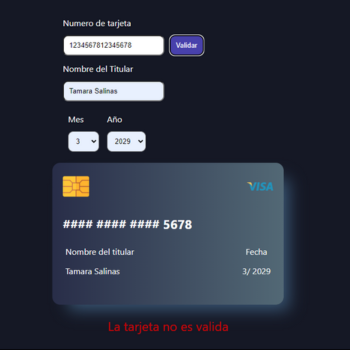 Numero de tarjeta
1234567812345678
Validar
Nombre del Titular
Tamara Salinas
Mes Año
3 2029
VISA
#### #### #### 5678
Nombre del titular Fecha
Tamara Salinas 3/ 2029
La tarjeta no es valida